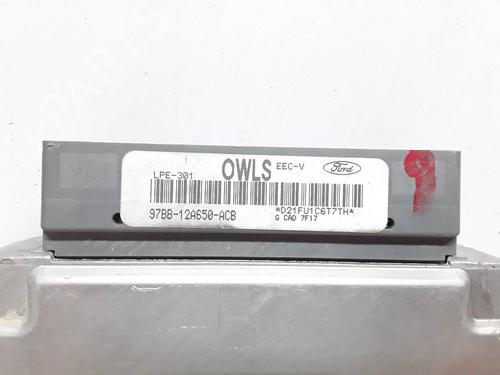 LPE-301 OWLS EEC-V Ford
97BB-12A650-ACB *D21FU1C6T7TH*
G CAD 7F17